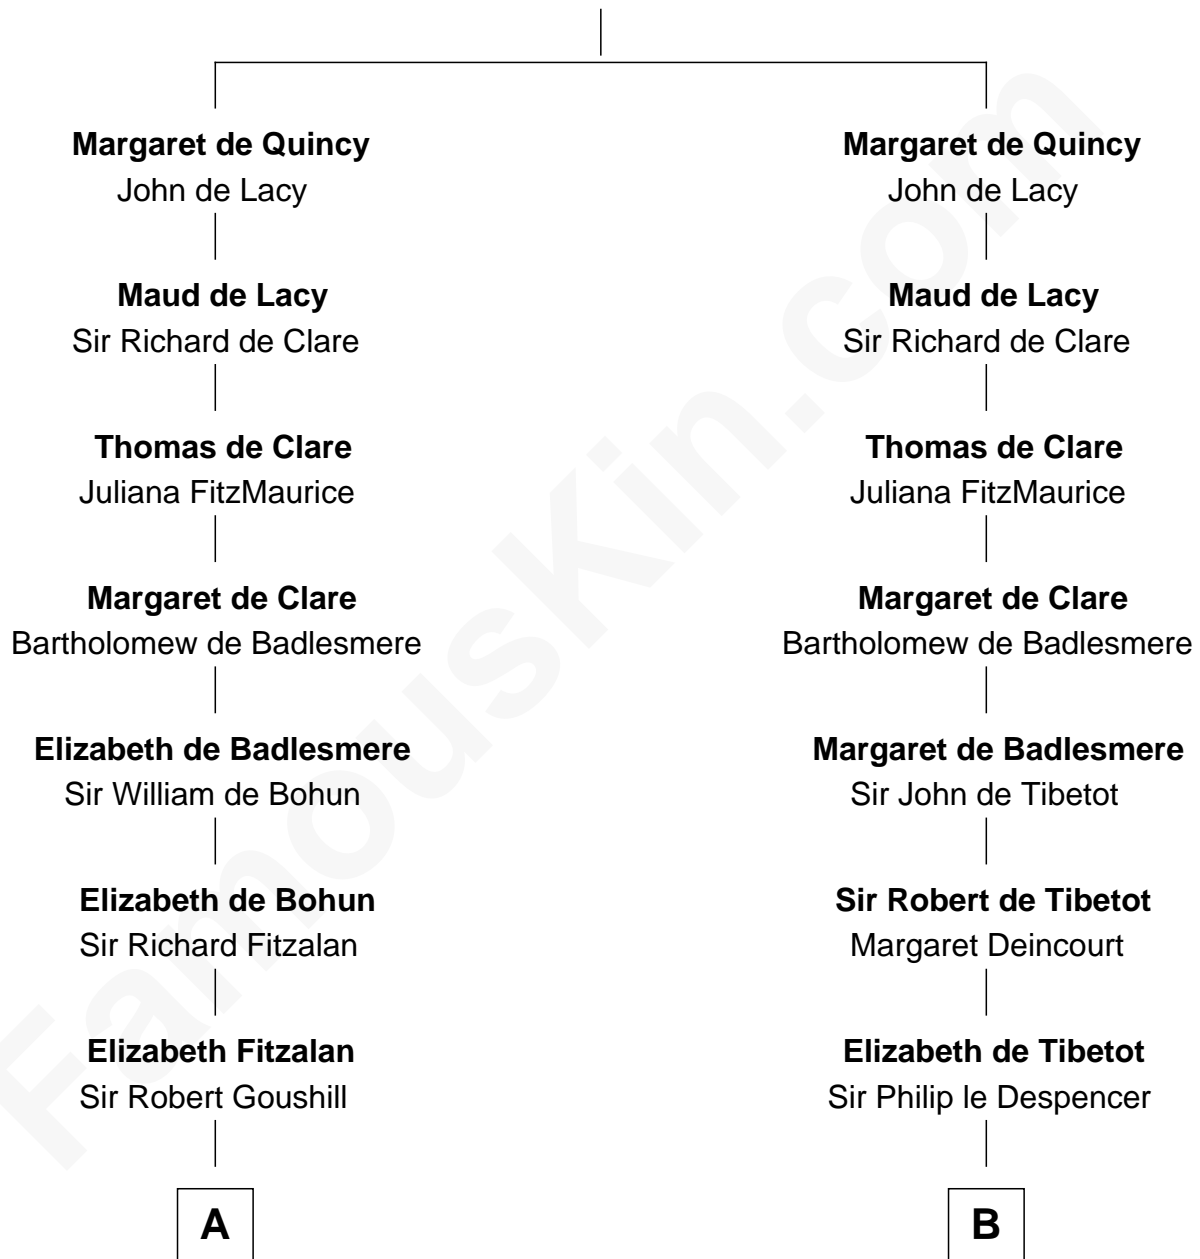 Margaret de Quincy
John de Lacy
Maud de Lacy
Sir Richard de Clare
Thomas de Clare
Juliana FitzMaurice
Margaret de Clare
Bartholomew de Badlesmere
Elizabeth de Badlesmere
Sir William de Bohun
Elizabeth de Bohun
Sir Richard Fitzalan
Elizabeth Fitzalan
Sir Robert Goushill
A
Margaret de Quincy
John de Lacy
Maud de Lacy
Sir Richard de Clare
Thomas de Clare
Juliana FitzMaurice
Margaret de Clare
Bartholomew de Badlesmere
Margaret de Badlesmere
Sir John de Tibetot
Sir Robert de Tibetot
Margaret Deincourt
Elizabeth de Tibetot
Sir Philip le Despencer
B
FamousKin.com